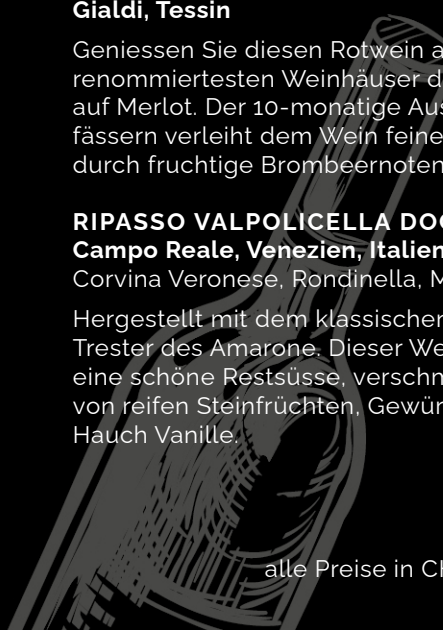 Gialdi, Tessin
Geniessen Sie diesen Rotwein a
renommiertesten Weinhäuser d
auf Merlot. Der 10-monatige Aus
fässern verleiht dem Wein feine
durch fruchtige Brombeernoten
RIPASSO VALPOLICELLA DOC
Campo Reale, Venezien, Italien
Corvina Veronese, Rondinella, M
Hergestellt mit dem klassischen
Trester des Amarone. Dieser We
eine schöne Restsüsse, verschm
von reifen Steinfrüchten, Gewür
Hauch Vanille.
alle Preise in CH